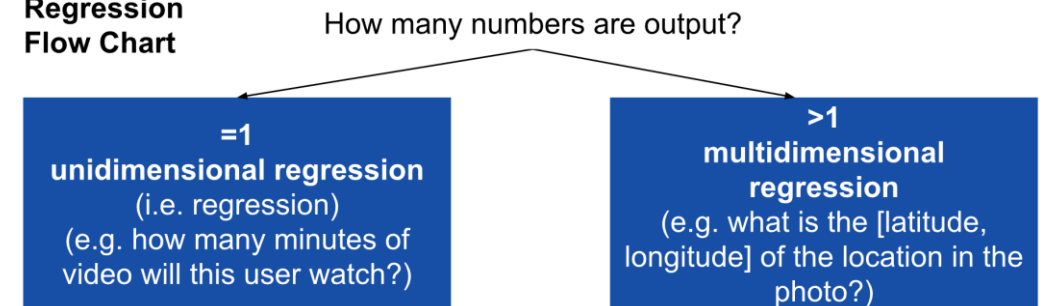 Regression
Flow Chart
How many numbers are output?
=1
unidimensional regression
(i.e. regression)
(e.g. how many minutes of
video will this user watch?)
>1
multidimensional
regression
(e.g. what is the [latitude,
longitude] of the location in the
photo?)